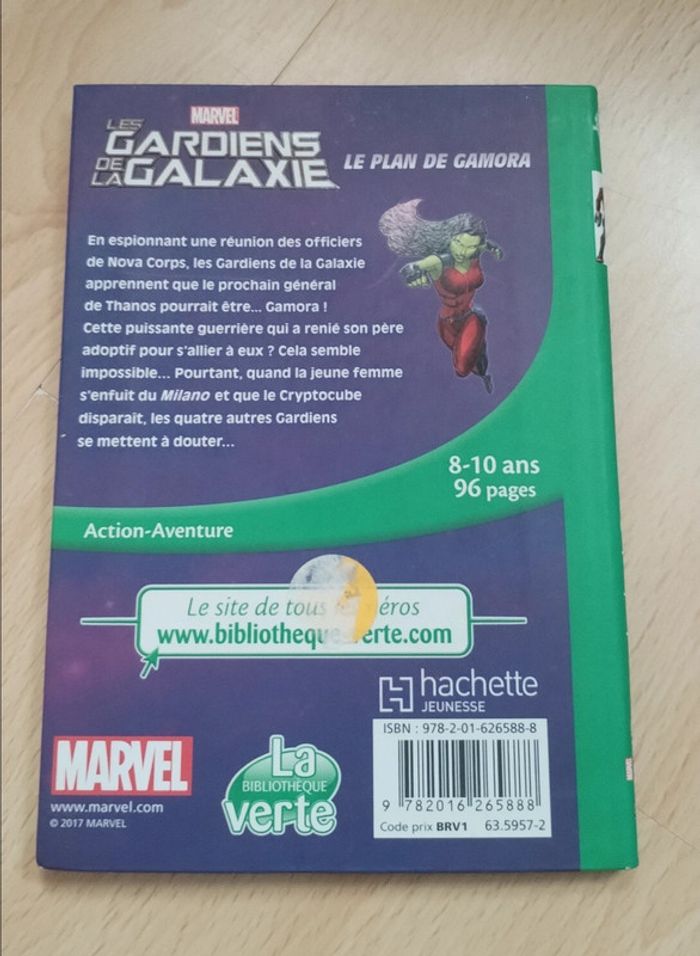 MARVEL
LES
GARDIENS
DE
LA GALAXIE
LE PLAN DE GAMORA
En espionnant une réunion des officiers
de Nova Corps, les Gardiens de la Galaxie
apprennent que le prochain général
de Thanos pourrait être... Gamora !
Cette puissante guerrière qui a renié son père
adoptif pour s'allier à eux ? Cela semble
impossible... Pourtant, quand la jeune femme
s'enfuit du Milano et que le Cryptocube
disparaît, les quatre autres Gardiens
se mettent à douter...
8-10 ans
96 pages
Action-Aventure
Le site de tous éros
www.bibliotheque erte.com
hachette
JEUNESSE
ISBN : 978-2-01-626588-8
9 782016 265888
Code prix BRV1 63.5957-2
MARVEL
www.marvel.com
© 2017 MARVEL
La
BIBLIOTHÈQUE
verte